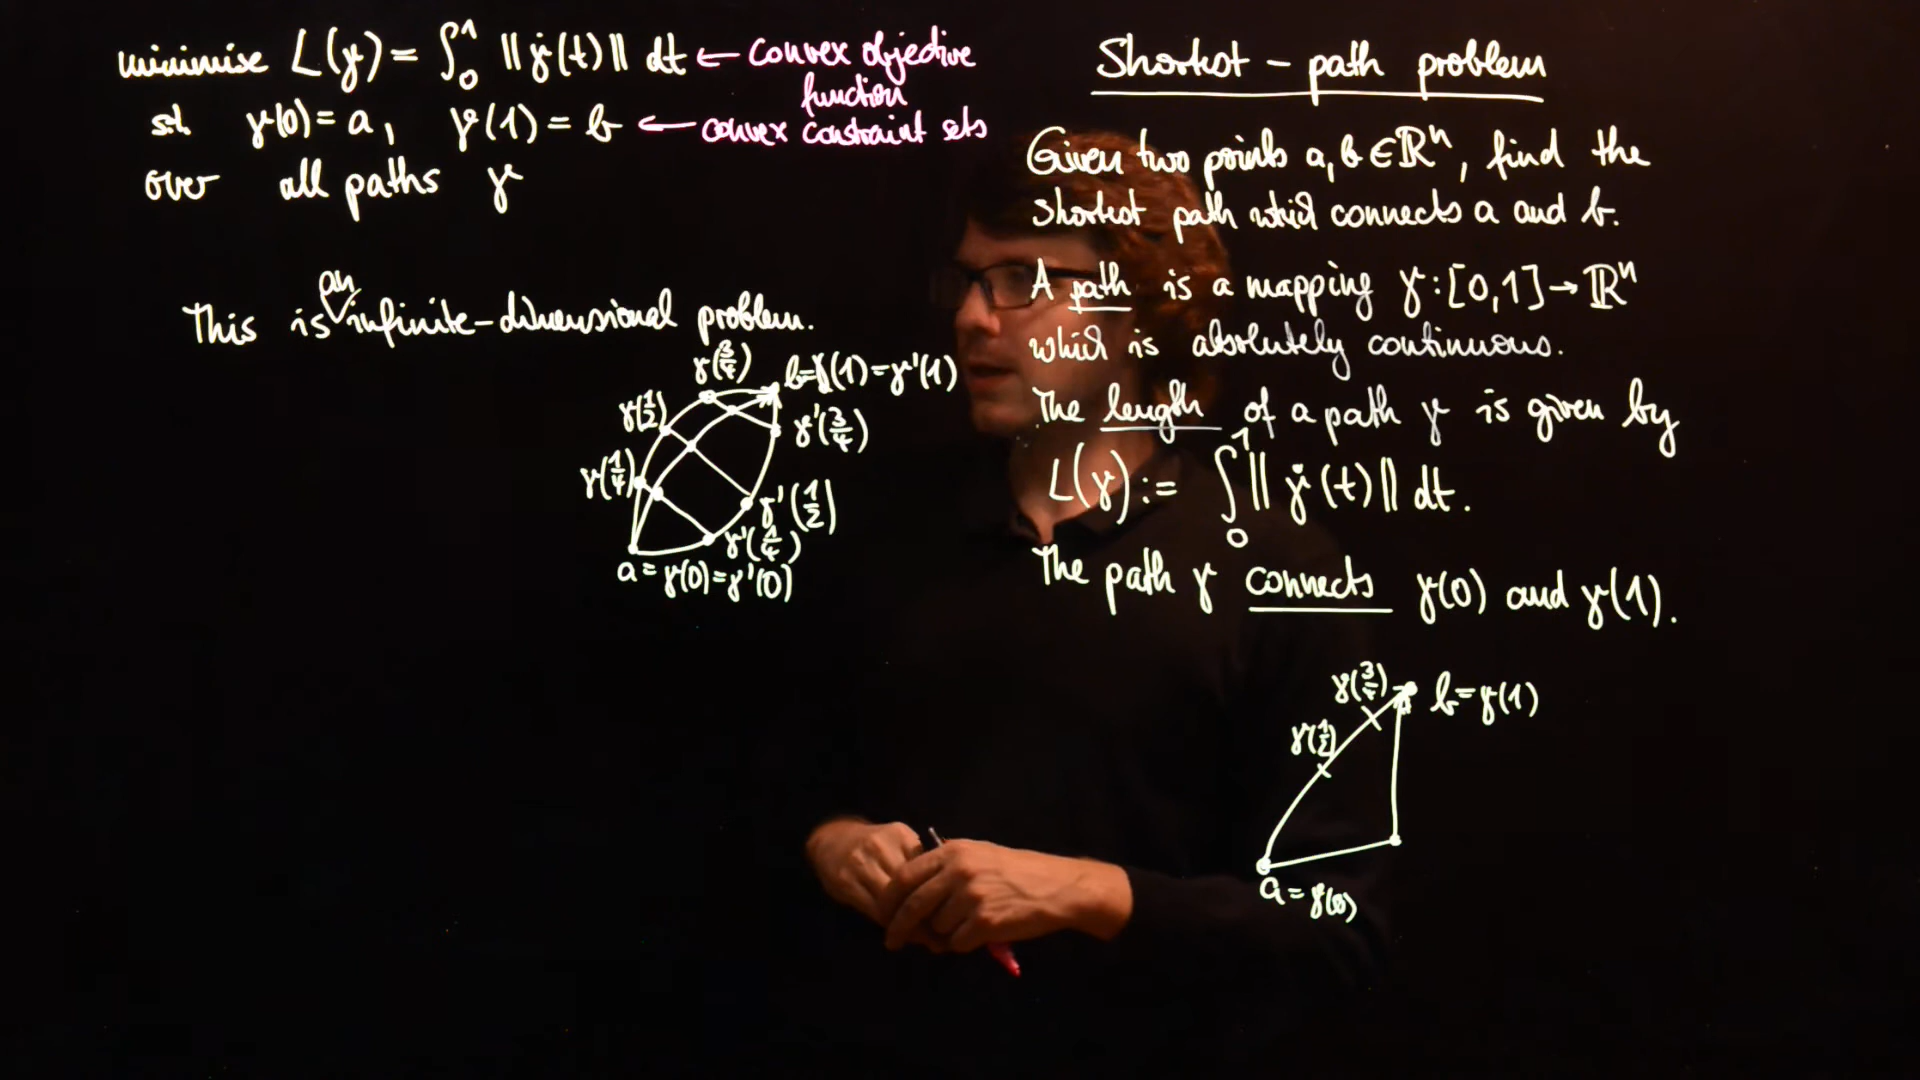 minimise L(γ) = ∫₀¹ ||γ̇(t)|| dt ← convex objective
function
st. γ(0) = a, γ(1) = b ← convex constraint sets
over all paths γ
This is an infinite-dimensional problem.
γ(3/4)
b=γ(1)=γ'(1)
γ(1/2)
γ'(3/4)
γ(1/4)
γ'(1/2)
γ'(1/4)
a=γ(0)=γ'(0)
Shortest - path problem
Given two points a, b ∈ ℝⁿ, find the
shortest path which connects a and b.
A path is a mapping γ: [0,1] → ℝⁿ
which is absolutely continuous.
The length of a path γ is given by
L(γ) := ∫₀¹ ||γ̇(t)|| dt.
The path γ connects γ(0) and γ(1).
γ(3/4)
b=γ(1)
γ(1/2)
a=γ(0)